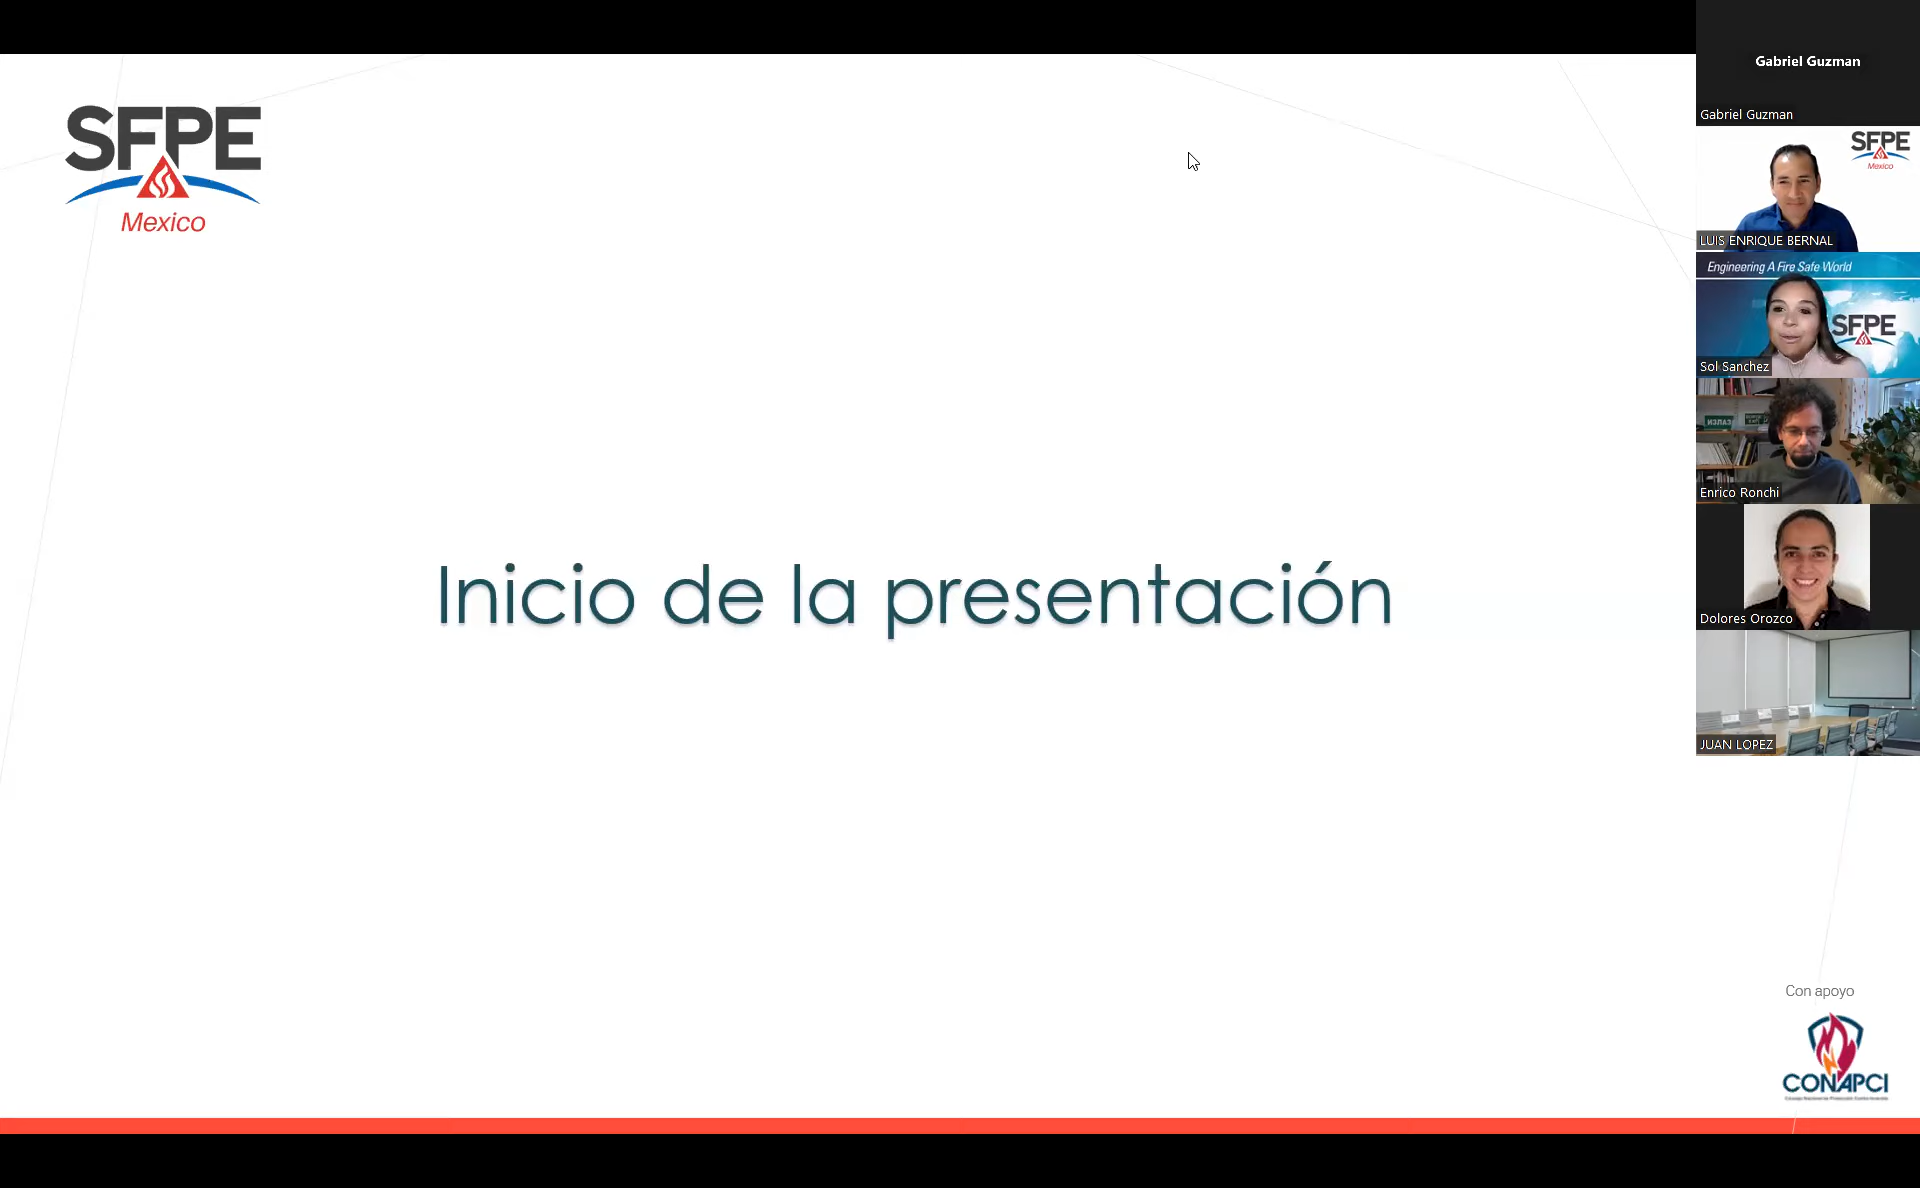 SFPE
Mexico
Inicio de la presentación
Con apoyo
CONAPCI
Gabriel Guzman
Gabriel Guzman
SFPE
Mexico
LUIS ENRIQUE BERNAL
Engineering A Fire Safe World
SFPE
Sol Sanchez
Enrico Ronchi
Dolores Orozco
JUAN LOPEZ